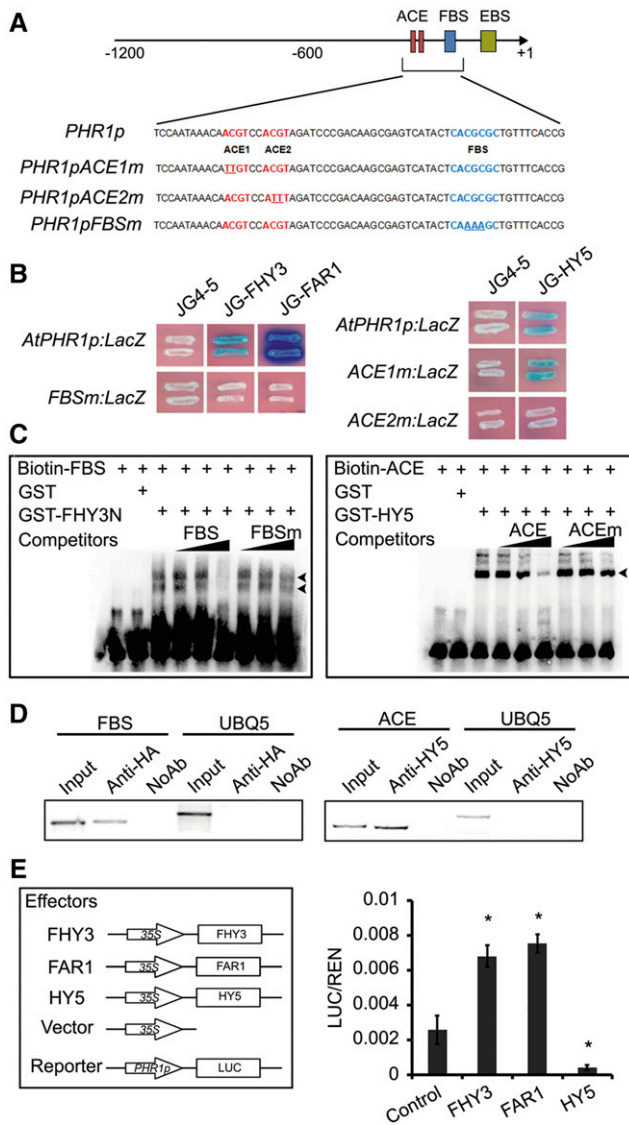 A
ACE FBS EBS
-1200 -600 +1
PHR1p TCCAATAAACAACGTCCACGTAGATCCCGACAAGCGAGTCATACTCACGCGCTGTTTCACCG
ACE1 ACE2 FBS
PHR1pACE1m TCCAATAAACATTGTCCACGTAGATCCCGACAAGCGAGTCATACTCACGCGCTGTTTCACCG
PHR1pACE2m TCCAATAAACAACGTCCATTTAGATCCCGACAAGCGAGTCATACTCACGCGCTGTTTCACCG
PHR1pFBSm TCCAATAAACAACGTCCACGTAGATCCCGACAAGCGAGTCATACTCAAAAGCTGTTTCACCG
B
JG4-5 JG-FHY3 JG-FAR1
AtPHR1p:LacZ
FBSm:LacZ
JG4-5 JG-HY5
AtPHR1p:LacZ
ACE1m:LacZ
ACE2m:LacZ
C
Biotin-FBS + + + + + + + + +
GST +
GST-FHY3N + + + + + + +
Competitors FBS FBSm
Biotin-ACE + + + + + + + + +
GST +
GST-HY5 + + + + + + +
Competitors ACE ACEm
D
FBS UBQ5
Input Anti-HA NoAb Input Anti-HA NoAb
ACE UBQ5
Input Anti-HY5 NoAb Input Anti-HY5 NoAb
E
Effectors
FHY3 35S FHY3
FAR1 35S FAR1
HY5 35S HY5
Vector 35S
Reporter PHR1p LUC
LUC/REN
0.01
0.008
0.006
0.004
0.002
0
* * *
Control FHY3 FAR1 HY5